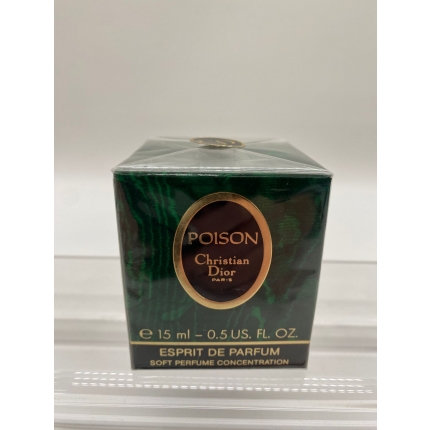 POISON
Christian
Dior
PARIS
℮ 15 ml – 0.5 US. FL. OZ.
ESPRIT DE PARFUM
SOFT PERFUME CONCENTRATION